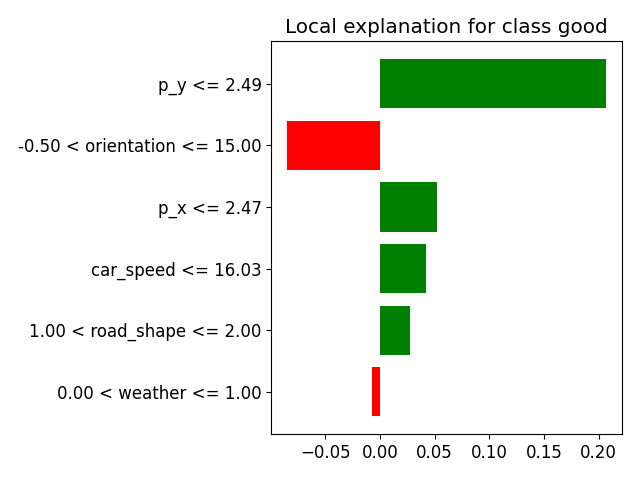 Local explanation for class good
p_y <= 2.49
-0.50 < orientation <= 15.00
p_x <= 2.47
car_speed <= 16.03
1.00 < road_shape <= 2.00
0.00 < weather <= 1.00
−0.05 0.00 0.05 0.10 0.15 0.20